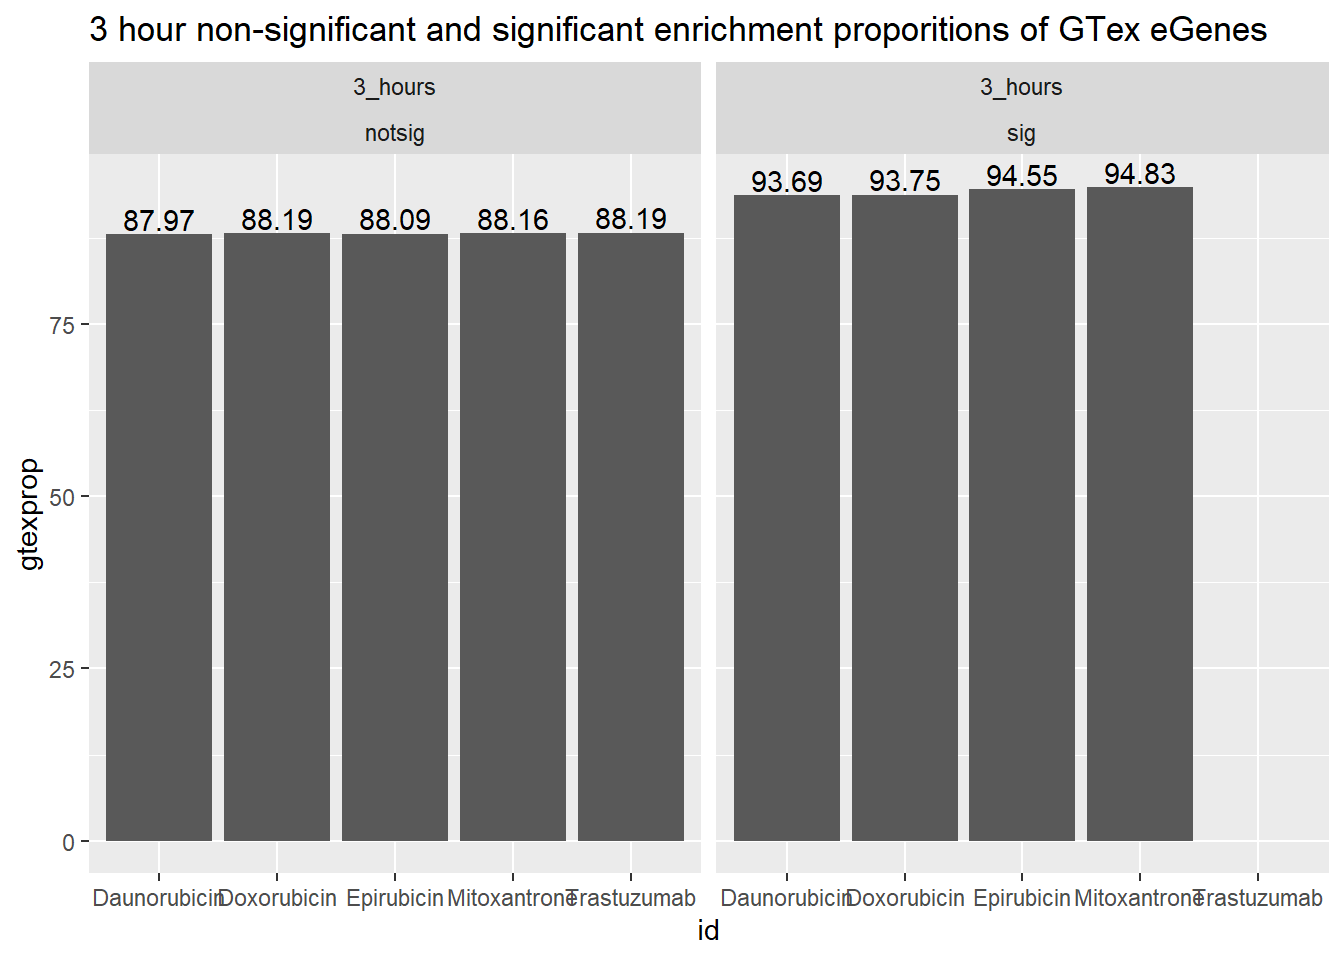 3 hour non-significant and significant enrichment proporitions of GTex eGenes
3_hours
notsig
3_hours
sig
87.97 88.19 88.09 88.16 88.19
93.69 93.75 94.55 94.83
75
50
25
0
gtexprop
Daunorubicin Doxorubicin Epirubicin Mitoxantrone Trastuzumab
Daunorubicin Doxorubicin Epirubicin Mitoxantrone Trastuzumab
id